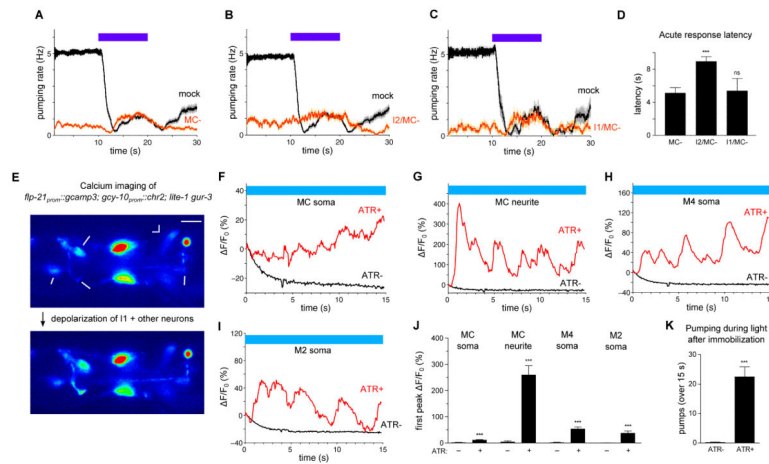 A
pumping rate (Hz)
5
0
mock
MC-
0
10
20
30
time (s)
B
pumping rate (Hz)
5
0
mock
I2/MC-
0
10
20
30
time (s)
C
pumping rate (Hz)
5
0
mock
I1/MC-
0
10
20
30
time (s)
D
Acute response latency
latency (s)
12
8
4
0
***
ns
MC-
I2/MC-
I1/MC-
E
Calcium imaging of
flp-21prom::gcamp3; gcy-10prom::chr2; lite-1 gur-3
depolarization of I1 + other neurons
F
MC soma
ΔF/F0 (%)
40
20
0
-20
ATR+
ATR-
0
5
10
15
time (s)
G
MC neurite
ΔF/F0 (%)
500
400
300
200
100
0
ATR+
ATR-
0
5
10
15
time (s)
H
M4 soma
ΔF/F0 (%)
160
120
80
40
0
-40
ATR+
ATR-
0
5
10
15
time (s)
I
M2 soma
ΔF/F0 (%)
120
80
40
0
-40
ATR+
ATR-
0
5
10
15
time (s)
J
MC soma
MC neurite
M4 soma
M2 soma
first peak ΔF/F0 (%)
400
300
200
100
0
***
***
***
***
ATR:
–
+
–
+
–
+
–
+
K
Pumping during light
after immobilization
pumps (over 15 s)
30
20
10
0
***
ATR-
ATR+